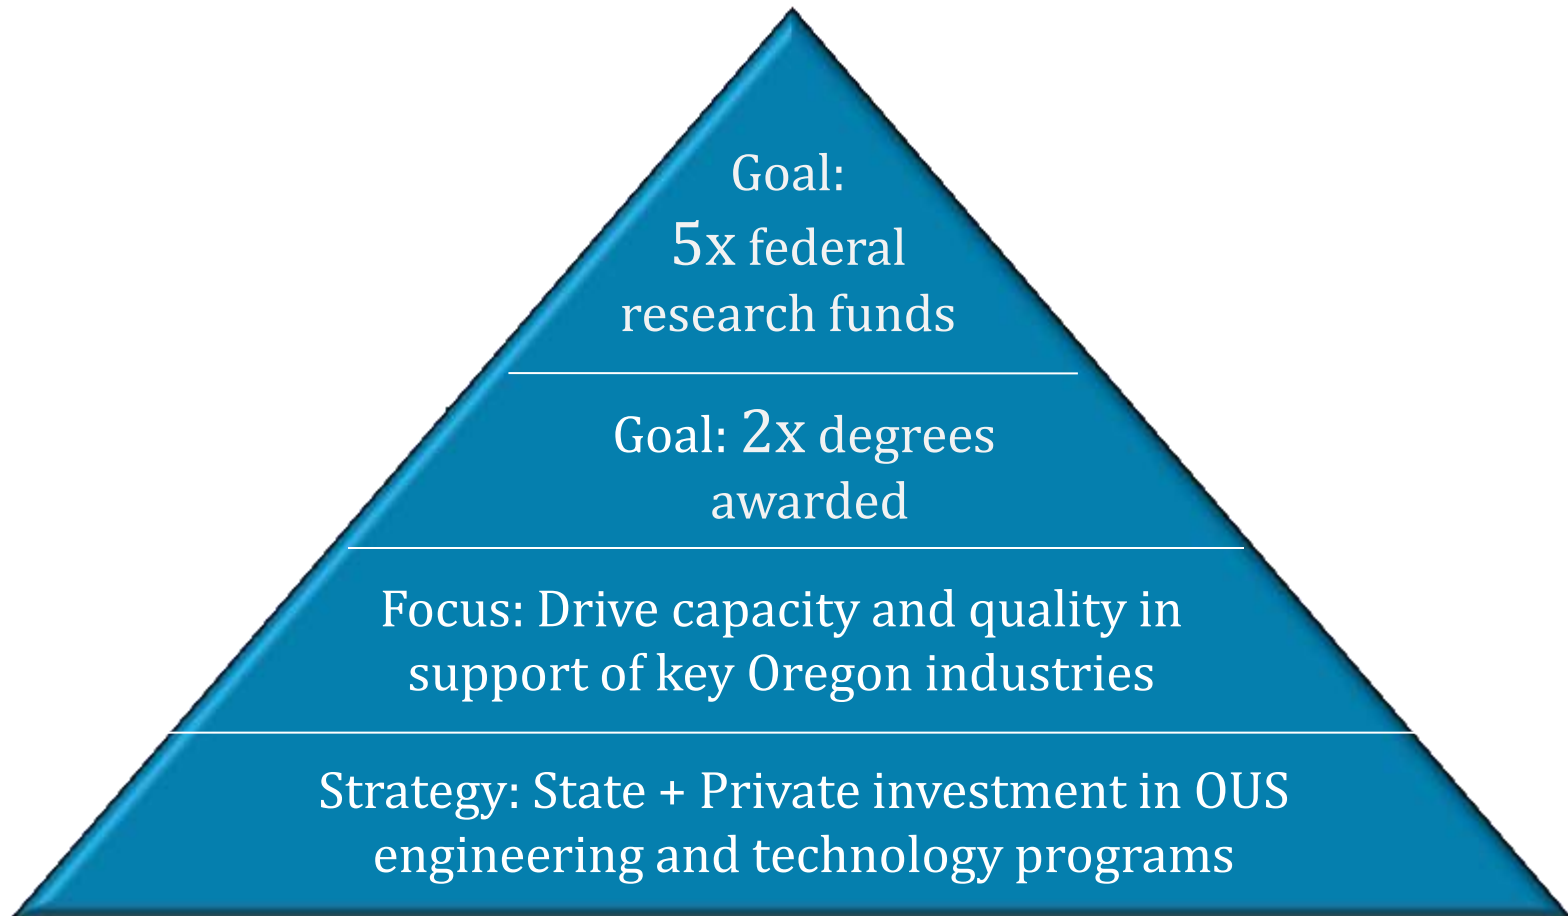 Goal:
5x federal
research funds
Goal: 2x degrees
awarded
Focus: Drive capacity and quality in
support of key Oregon industries
Strategy: State + Private investment in OUS
engineering and technology programs